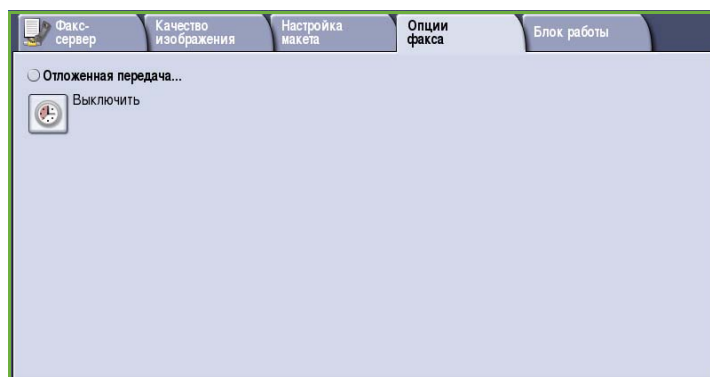 Факс-
сервер
Качество
изображения
Настройка
макета
Опции
факса
Блок работы
Отложенная передача...
Выключить